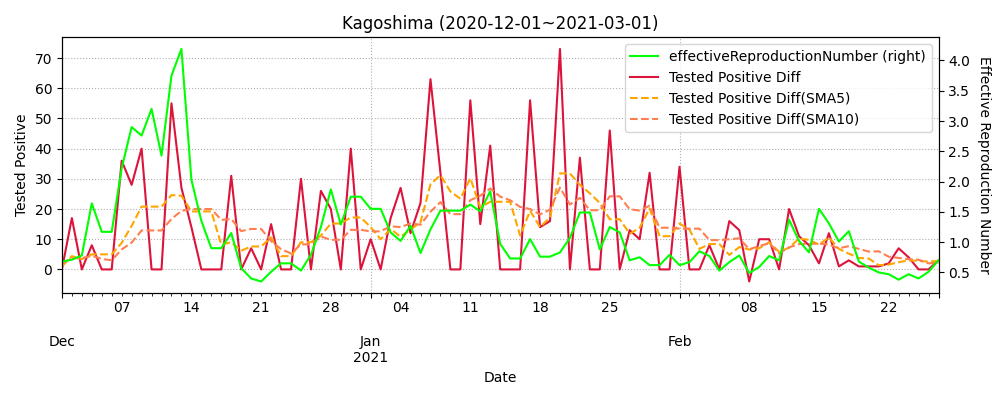 Kagoshima (2020-12-01~2021-03-01)
effectiveReproductionNumber (right)
Tested Positive Diff
Tested Positive Diff(SMA5)
Tested Positive Diff(SMA10)
Tested Positive
70
60
50
40
30
20
10
0
4.0
3.5
3.0
2.5
2.0
1.5
1.0
0.5
Effective Reproduction Number
07 14 21 28 04 11 18 25 08 15 22
Dec Jan Feb
2021
Date